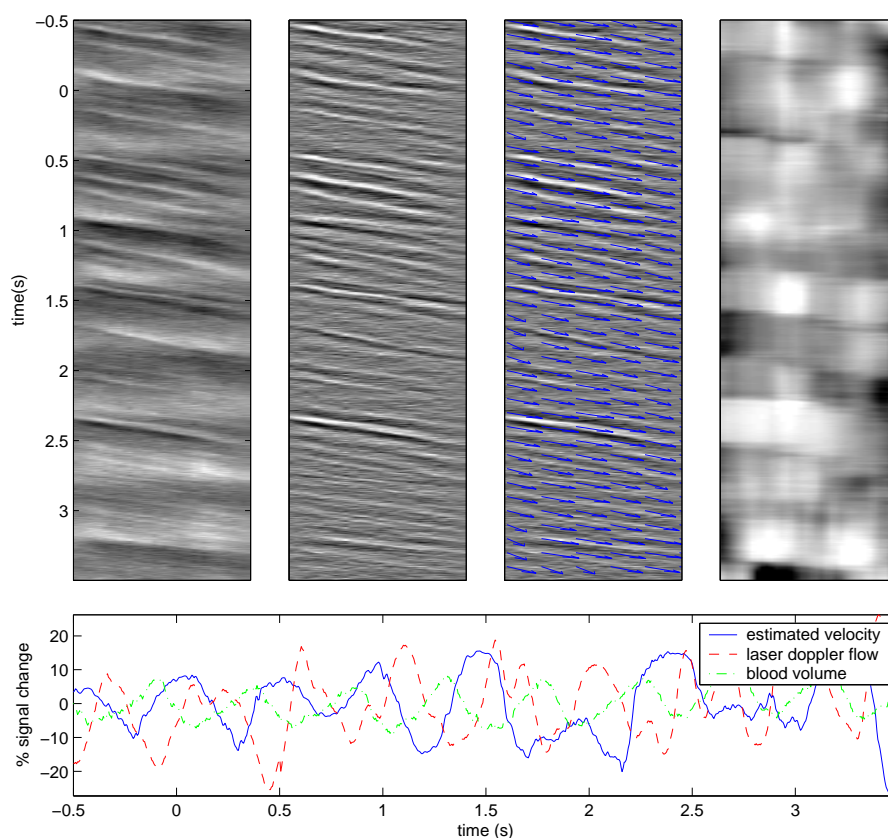 −0.5
0
0.5
1
1.5
2
2.5
3
time(s)
20
10
0
−10
−20
% signal change
estimated velocity
laser doppler flow
blood volume
−0.5 0 0.5 1 1.5 2 2.5 3
time (s)